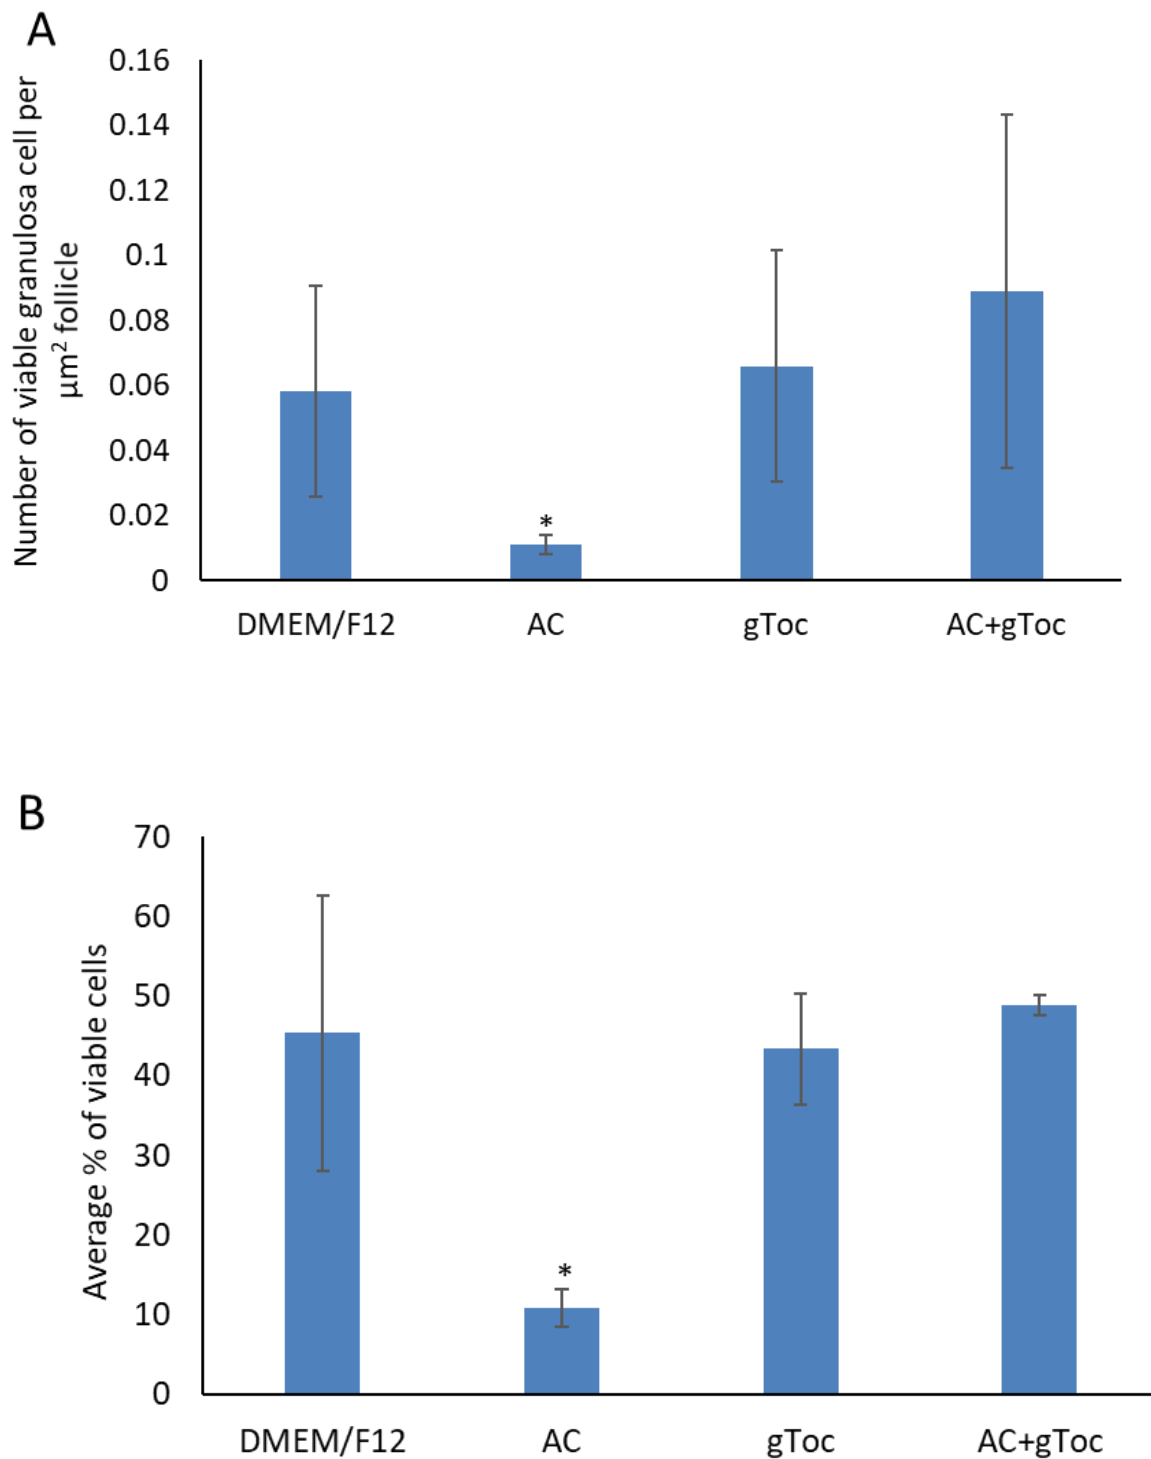 A
Number of viable granulosa cell per
µm² follicle
0.16
0.14
0.12
0.1
0.08
0.06
0.04
0.02
0
*
DMEM/F12 AC gToc AC+gToc
B
Average % of viable cells
70
60
50
40
30
20
10
0
*
DMEM/F12 AC gToc AC+gToc